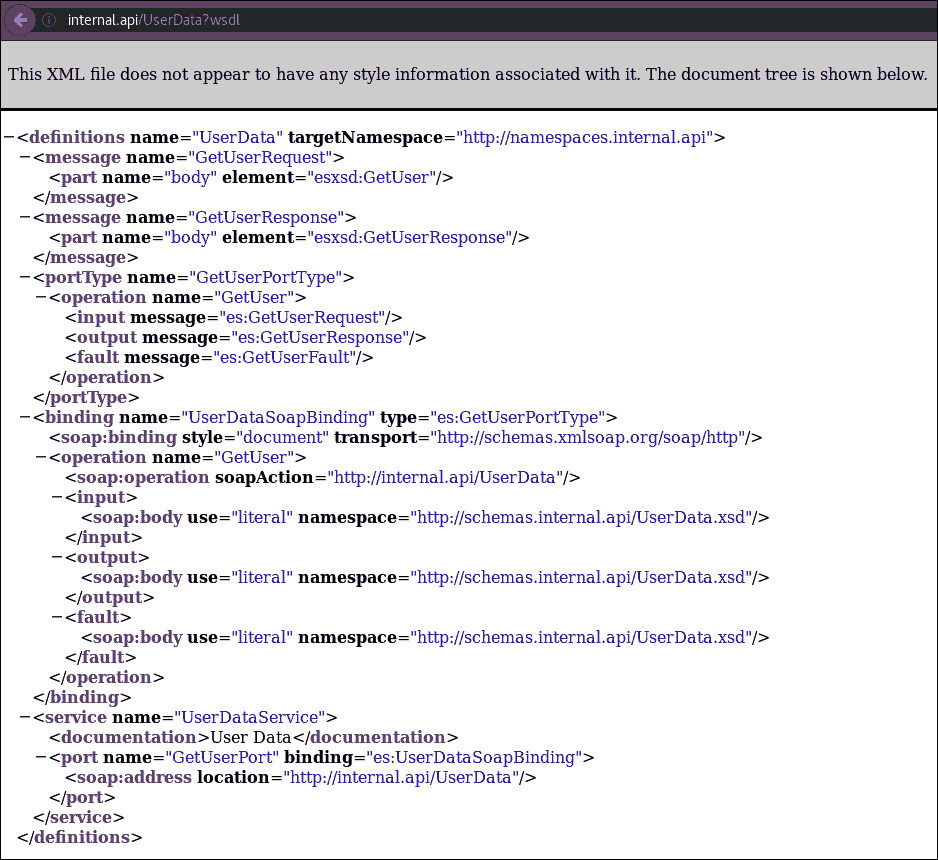 internal.api/UserData?wsdl
This XML file does not appear to have any style information associated with it. The document tree is shown below.
−<definitions name="UserData" targetNamespace="http://namespaces.internal.api">
−<message name="GetUserRequest">
<part name="body" element="esxsd:GetUser"/>
</message>
−<message name="GetUserResponse">
<part name="body" element="esxsd:GetUserResponse"/>
</message>
−<portType name="GetUserPortType">
−<operation name="GetUser">
<input message="es:GetUserRequest"/>
<output message="es:GetUserResponse"/>
<fault message="es:GetUserFault"/>
</operation>
</portType>
−<binding name="UserDataSoapBinding" type="es:GetUserPortType">
<soap:binding style="document" transport="http://schemas.xmlsoap.org/soap/http"/>
−<operation name="GetUser">
<soap:operation soapAction="http://internal.api/UserData"/>
−<input>
<soap:body use="literal" namespace="http://schemas.internal.api/UserData.xsd"/>
</input>
−<output>
<soap:body use="literal" namespace="http://schemas.internal.api/UserData.xsd"/>
</output>
−<fault>
<soap:body use="literal" namespace="http://schemas.internal.api/UserData.xsd"/>
</fault>
</operation>
</binding>
−<service name="UserDataService">
<documentation>User Data</documentation>
−<port name="GetUserPort" binding="es:UserDataSoapBinding">
<soap:address location="http://internal.api/UserData"/>
</port>
</service>
</definitions>